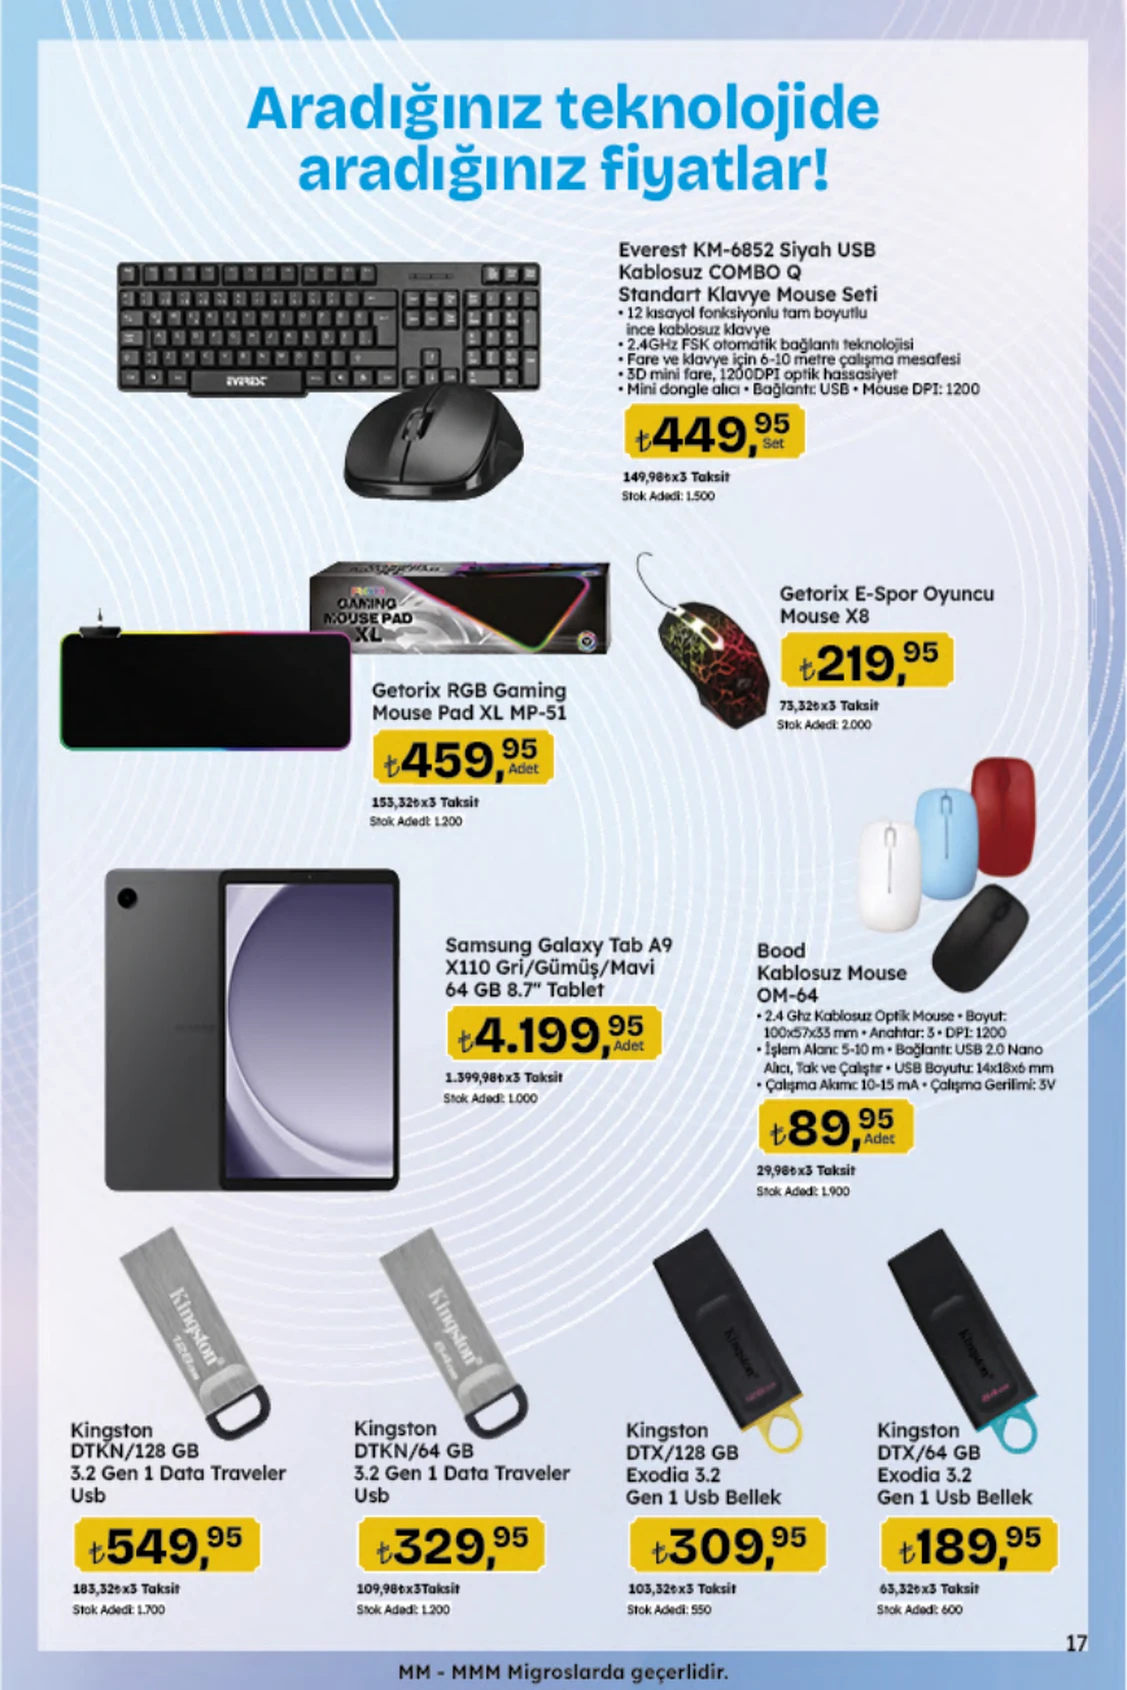 Aradığınız teknolojide
aradığınız fiyatlar!
Everest KM-6852 Siyah USB
Kablosuz COMBO Q
Standart Klavye Mouse Seti
• 12 kısayol fonksiyonlu tam boyutlu
ince kablosuz klavye
• 2.4GHz FSK otomatik bağlantı teknolojisi
• Fare ve klavye için 6-10 metre çalışma mesafesi
• 3D mini fare, 1200DPI optik hassasiyet
• Mini dongle alıcı • Bağlantı: USB • Mouse DPI: 1200
EVEREST
₺449,95
Set
149,98₺x3 Taksit
Stok Adedi: 1.500
GAMING
MOUSE PAD
XL
Getorix RGB Gaming
Mouse Pad XL MP-51
₺459,95
Adet
153,32₺x3 Taksit
Stok Adedi: 1.200
Getorix E-Spor Oyuncu
Mouse X8
₺219,95
73,32₺x3 Taksit
Stok Adedi: 2.000
Samsung Galaxy Tab A9
X110 Gri/Gümüş/Mavi
64 GB 8.7" Tablet
₺4.199,95
Adet
1.399,98₺x3 Taksit
Stok Adedi: 1.000
Bood
Kablosuz Mouse
OM-64
• 2.4 Ghz Kablosuz Optik Mouse • Boyut:
100x57x33 mm • Anahtar: 3 • DPI: 1200
• İşlem Alanı: 5-10 m • Bağlantı: USB 2.0 Nano
Alıcı, Tak ve Çalıştır • USB Boyutu: 14x18x6 mm
• Çalışma Akımı: 10-15 mA • Çalışma Gerilimi: 3V
₺89,95
Adet
29,98₺x3 Taksit
Stok Adedi: 1.900
Kingston
128GB
Kingston
DTKN/128 GB
3.2 Gen 1 Data Traveler
Usb
₺549,95
183,32₺x3 Taksit
Stok Adedi: 1.700
Kingston
64GB
Kingston
DTKN/64 GB
3.2 Gen 1 Data Traveler
Usb
₺329,95
109,98₺x3Taksit
Stok Adedi: 1.200
Kingston
128GB
Kingston
DTX/128 GB
Exodia 3.2
Gen 1 Usb Bellek
₺309,95
103,32₺x3 Taksit
Stok Adedi: 550
Kingston
64GB
Kingston
DTX/64 GB
Exodia 3.2
Gen 1 Usb Bellek
₺189,95
63,32₺x3 Taksit
Stok Adedi: 600
17
MM - MMM Migroslarda geçerlidir.